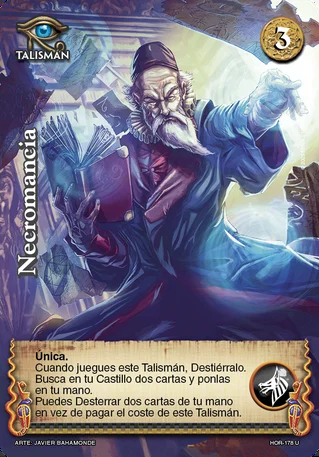 TALISMÁN
3
Necromancia
Única.
Cuando juegues este Talismán, Destiérralo.
Busca en tu Castillo dos cartas y ponlas
en tu mano.
Puedes Desterrar dos cartas de tu mano
en vez de pagar el coste de este Talismán.
ARTE: JAVIER BAHAMONDE
HOR-178 U